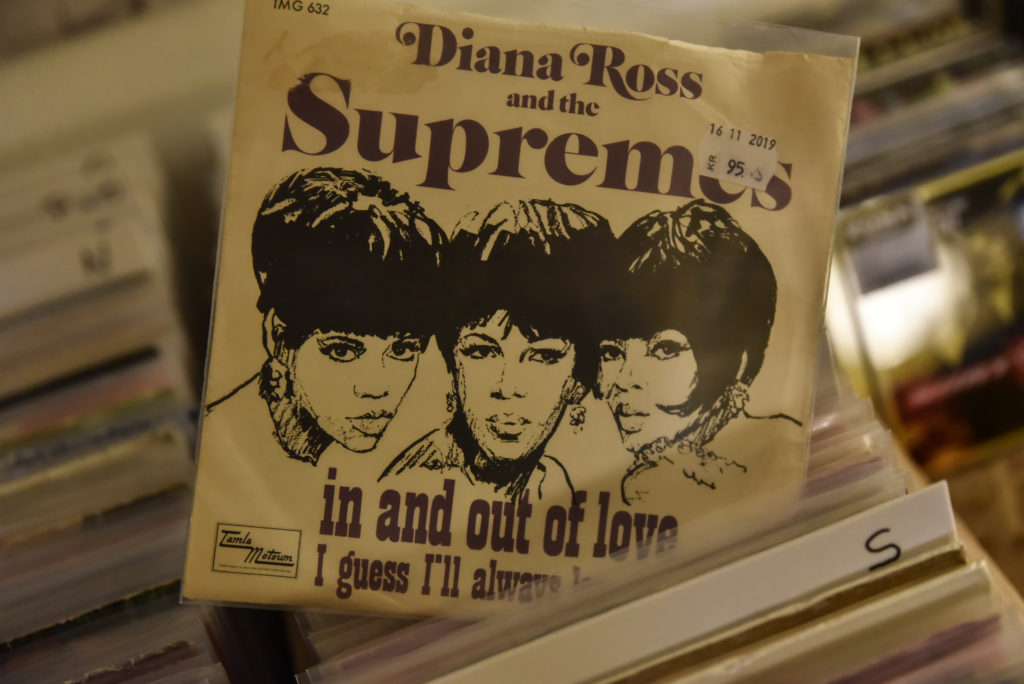 TMG 632
Diana Ross
and the
Supremes
16 11 2019
KR 95
in and out of love
I guess I'll always
Tamla
Motown
S